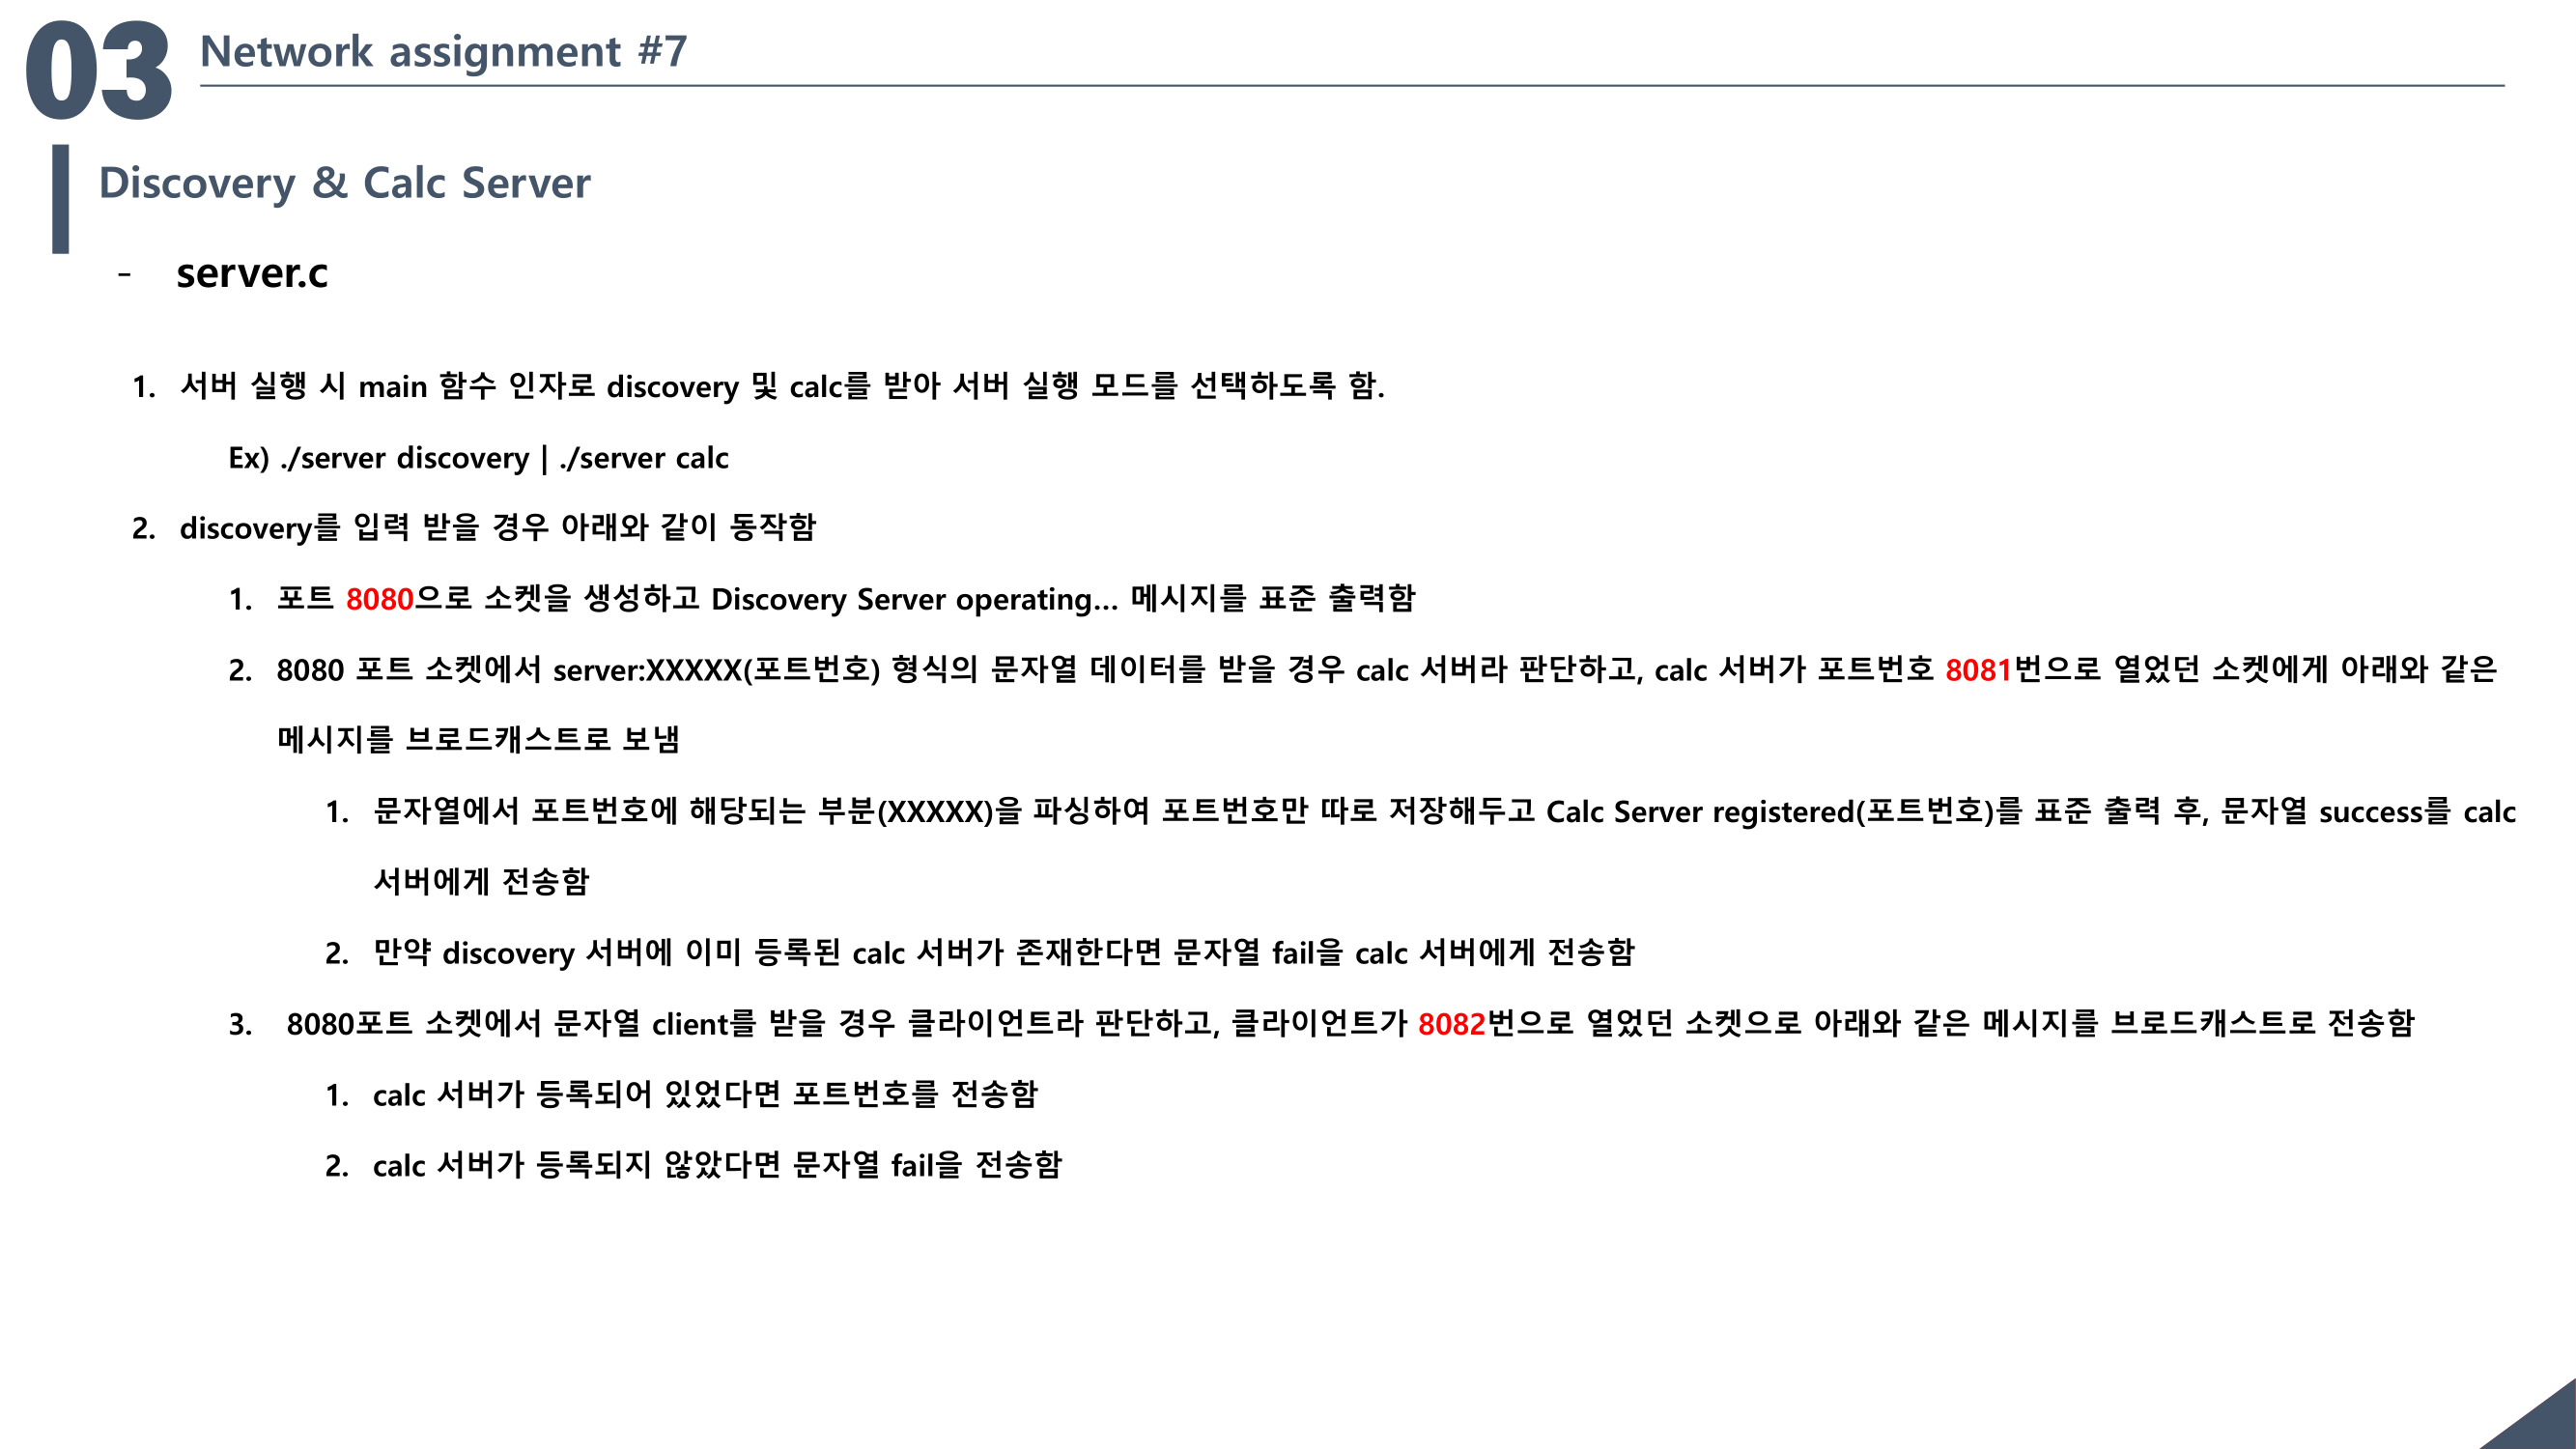 03 Network assignment #7
Discovery & Calc Server
- server.c
1. 서버 실행 시 main 함수 인자로 discovery 및 calc를 받아 서버 실행 모드를 선택하도록 함.
Ex) ./server discovery | ./server calc
2. discovery를 입력 받을 경우 아래와 같이 동작함
1. 포트 8080으로 소켓을 생성하고 Discovery Server operating... 메시지를 표준 출력함
2. 8080 포트 소켓에서 server:XXXXX(포트번호) 형식의 문자열 데이터를 받을 경우 calc 서버라 판단하고, calc 서버가 포트번호 8081번으로 열었던 소켓에게 아래와 같은
메시지를 브로드캐스트로 보냄
1. 문자열에서 포트번호에 해당되는 부분(XXXXX)을 파싱하여 포트번호만 따로 저장해두고 Calc Server registered(포트번호)를 표준 출력 후, 문자열 success를 calc
서버에게 전송함
2. 만약 discovery 서버에 이미 등록된 calc 서버가 존재한다면 문자열 fail을 calc 서버에게 전송함
3. 8080포트 소켓에서 문자열 client를 받을 경우 클라이언트라 판단하고, 클라이언트가 8082번으로 열었던 소켓으로 아래와 같은 메시지를 브로드캐스트로 전송함
1. calc 서버가 등록되어 있었다면 포트번호를 전송함
2. calc 서버가 등록되지 않았다면 문자열 fail을 전송함